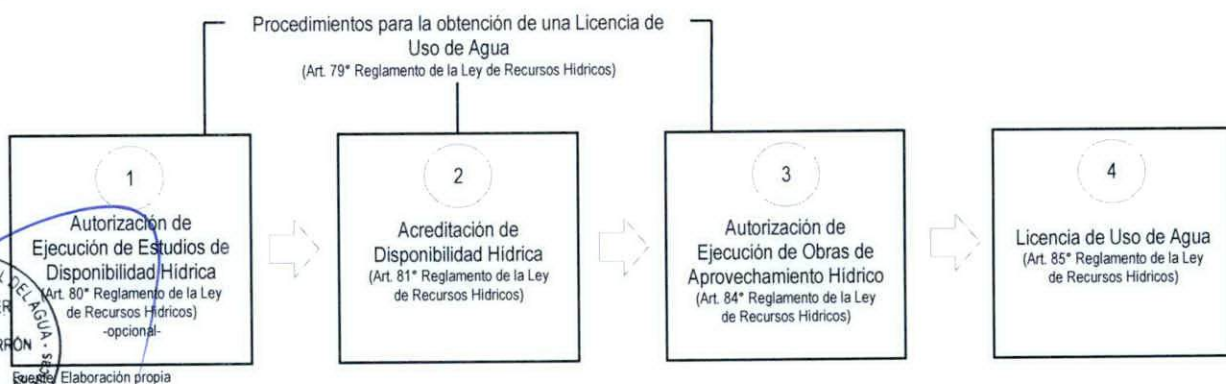 Procedimientos para la obtención de una Licencia de
Uso de Agua
(Art. 79° Reglamento de la Ley de Recursos Hídricos)
1
Autorización de
Ejecución de Estudios de
Disponibilidad Hídrica
(Art. 80° Reglamento de la Ley
de Recursos Hídricos)
-opcional-
2
Acreditación de
Disponibilidad Hídrica
(Art. 81° Reglamento de la Ley
de Recursos Hídricos)
3
Autorización de
Ejecución de Obras de
Aprovechamiento Hídrico
(Art. 84° Reglamento de la Ley
de Recursos Hídricos)
4
Licencia de Uso de Agua
(Art. 85° Reglamento de la Ley
de Recursos Hídricos)
DEL AGUA
Fuente: Elaboración propia